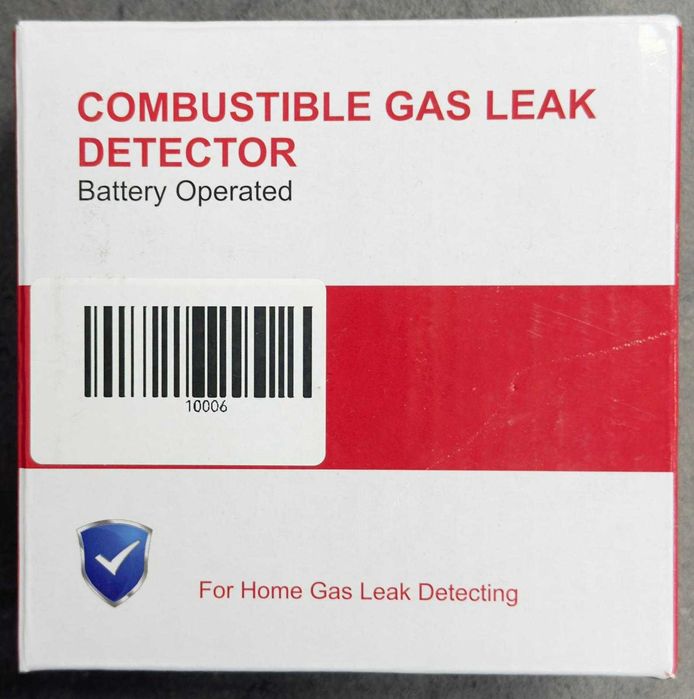 COMBUSTIBLE GAS LEAK
DETECTOR
Battery Operated
10006
For Home Gas Leak Detecting